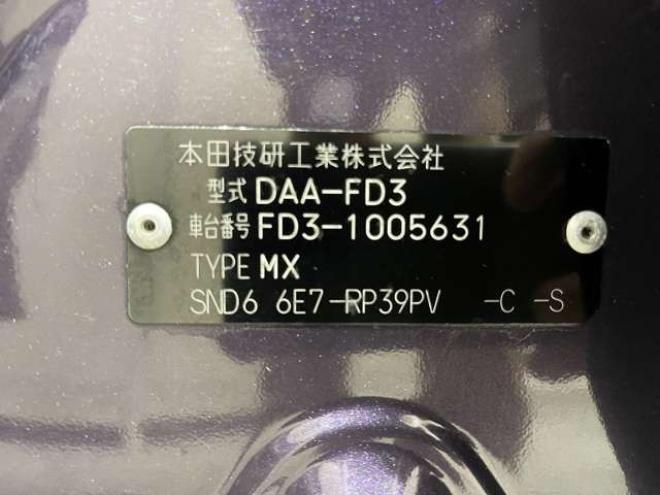 本田技研工業株式会社
型式 DAA-FD3
車台番号 FD3-1005631
TYPE MX
SND6 6E7-RP39PV -C -S